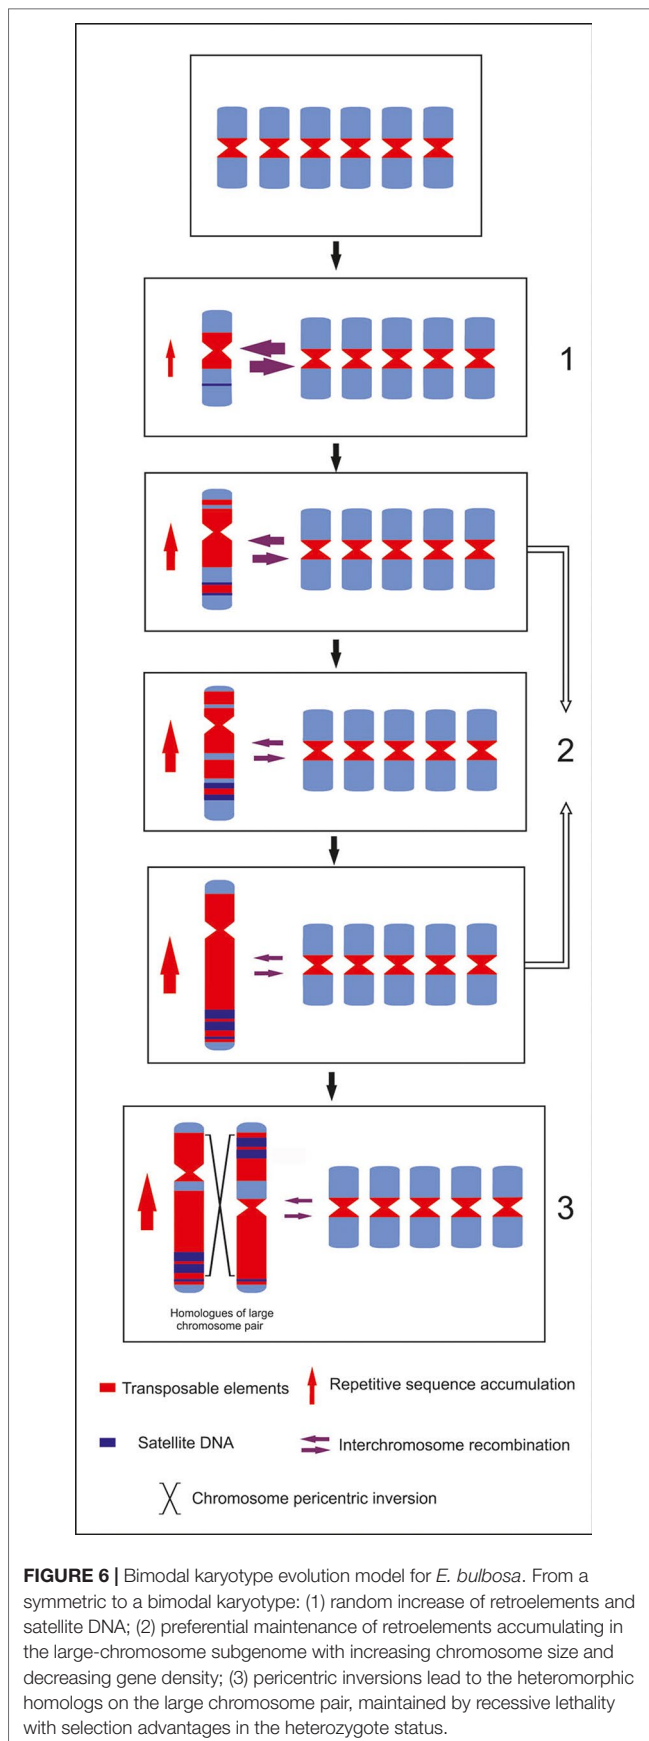 1
2
3
Homologues of large
chromosome pair
Transposable elements
Repetitive sequence accumulation
Satellite DNA
Interchromosome recombination
Chromosome pericentric inversion
FIGURE 6 | Bimodal karyotype evolution model for E. bulbosa. From a
symmetric to a bimodal karyotype: (1) random increase of retroelements and
satellite DNA; (2) preferential maintenance of retroelements accumulating in
the large-chromosome subgenome with increasing chromosome size and
decreasing gene density; (3) pericentric inversions lead to the heteromorphic
homologs on the large chromosome pair, maintained by recessive lethality
with selection advantages in the heterozygote status.